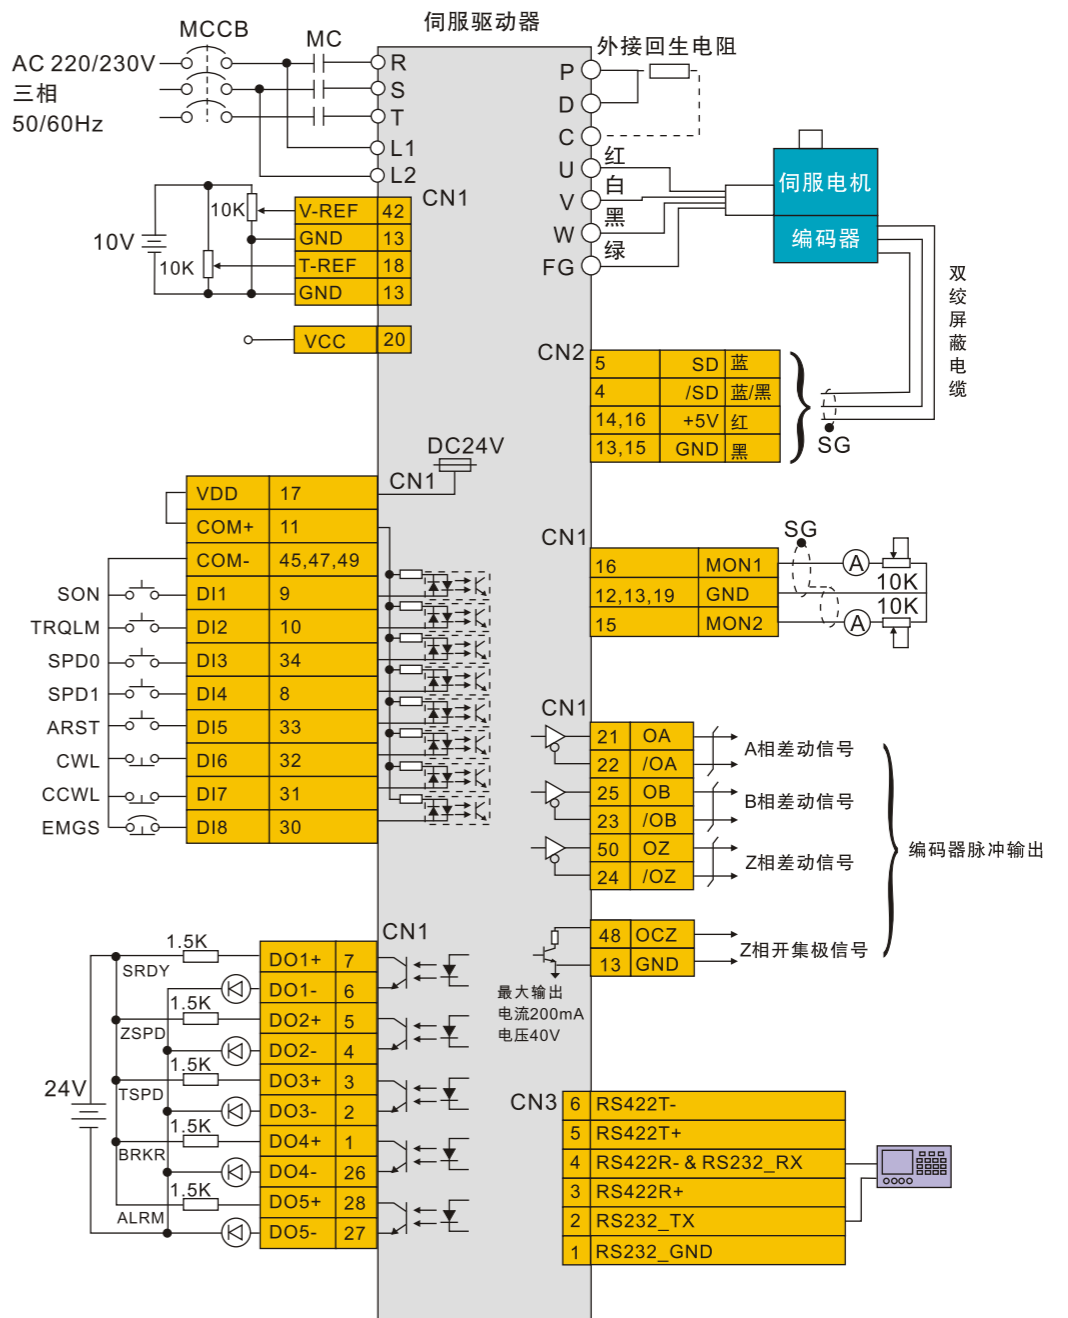 伺服驱动器
MCCB
MC
AC 220/230V
三相
50/60Hz
R
S
T
L1
L2
CN1
10K
V-REF 42
GND 13
10V
10K
T-REF 18
GND 13
VCC 20
外接回生电阻
P
D
C
U 红
V 白
W 黑
FG 绿
伺服电机
编码器
双绞屏蔽电缆
CN2
5 SD 蓝
4 /SD 蓝/黑
14,16 +5V 红
13,15 GND 黑
SG
DC24V
CN1
VDD 17
COM+ 11
COM- 45,47,49
SON DI1 9
TRQLM DI2 10
SPD0 DI3 34
SPD1 DI4 8
ARST DI5 33
CWL DI6 32
CCWL DI7 31
EMGS DI8 30
CN1
SG
16 MON1 A 10K
12,13,19 GND
15 MON2 A 10K
CN1
21 OA
22 /OA
A相差动信号
25 OB
23 /OB
B相差动信号
50 OZ
24 /OZ
Z相差动信号
编码器脉冲输出
48 OCZ
13 GND
Z相开集极信号
最大输出
电流200mA
电压40V
CN1
24V
1.5K DO1+ 7
SRDY
DO1- 6
1.5K DO2+ 5
ZSPD
DO2- 4
1.5K DO3+ 3
TSPD
DO3- 2
1.5K DO4+ 1
BRKR
DO4- 26
1.5K DO5+ 28
ALRM
DO5- 27
CN3
6 RS422T-
5 RS422T+
4 RS422R- & RS232_RX
3 RS422R+
2 RS232_TX
1 RS232_GND